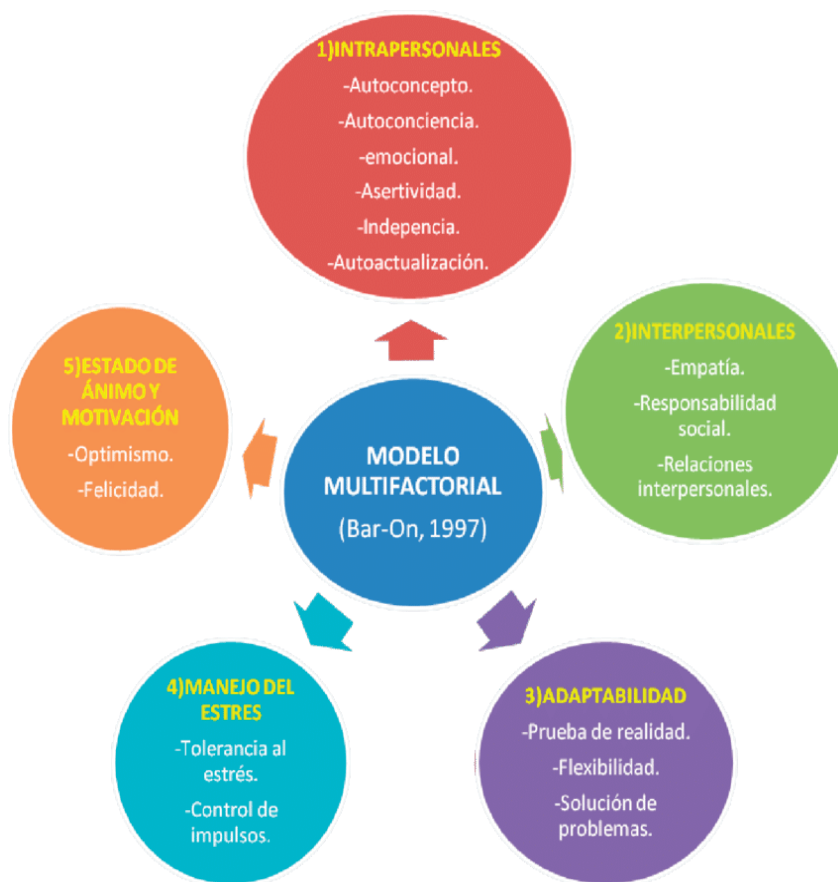 1)INTRAPERSONALES
-Autoconcepto.
-Autoconciencia.
-emocional.
-Asertividad.
-Indepencia.
-Autoactualización.
2)INTERPERSONALES
-Empatía.
-Responsabilidad
social.
-Relaciones
interpersonales.
3)ADAPTABILIDAD
-Prueba de realidad.
-Flexibilidad.
-Solución de
problemas.
4)MANEJO DEL
ESTRES
-Tolerancia al
estrés.
-Control de
impulsos.
5)ESTADO DE
ÁNIMO Y
MOTIVACIÓN
-Optimismo.
-Felicidad.
MODELO
MULTIFACTORIAL
(Bar-On, 1997)